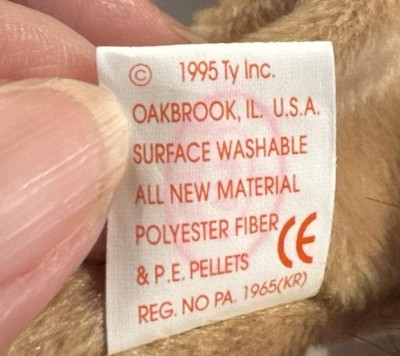 © 1995 Ty Inc.
OAKBROOK, IL. U.S.A.
SURFACE WASHABLE
ALL NEW MATERIAL
POLYESTER FIBER
& P.E. PELLETS CE
REG. NO PA. 1965(KR)